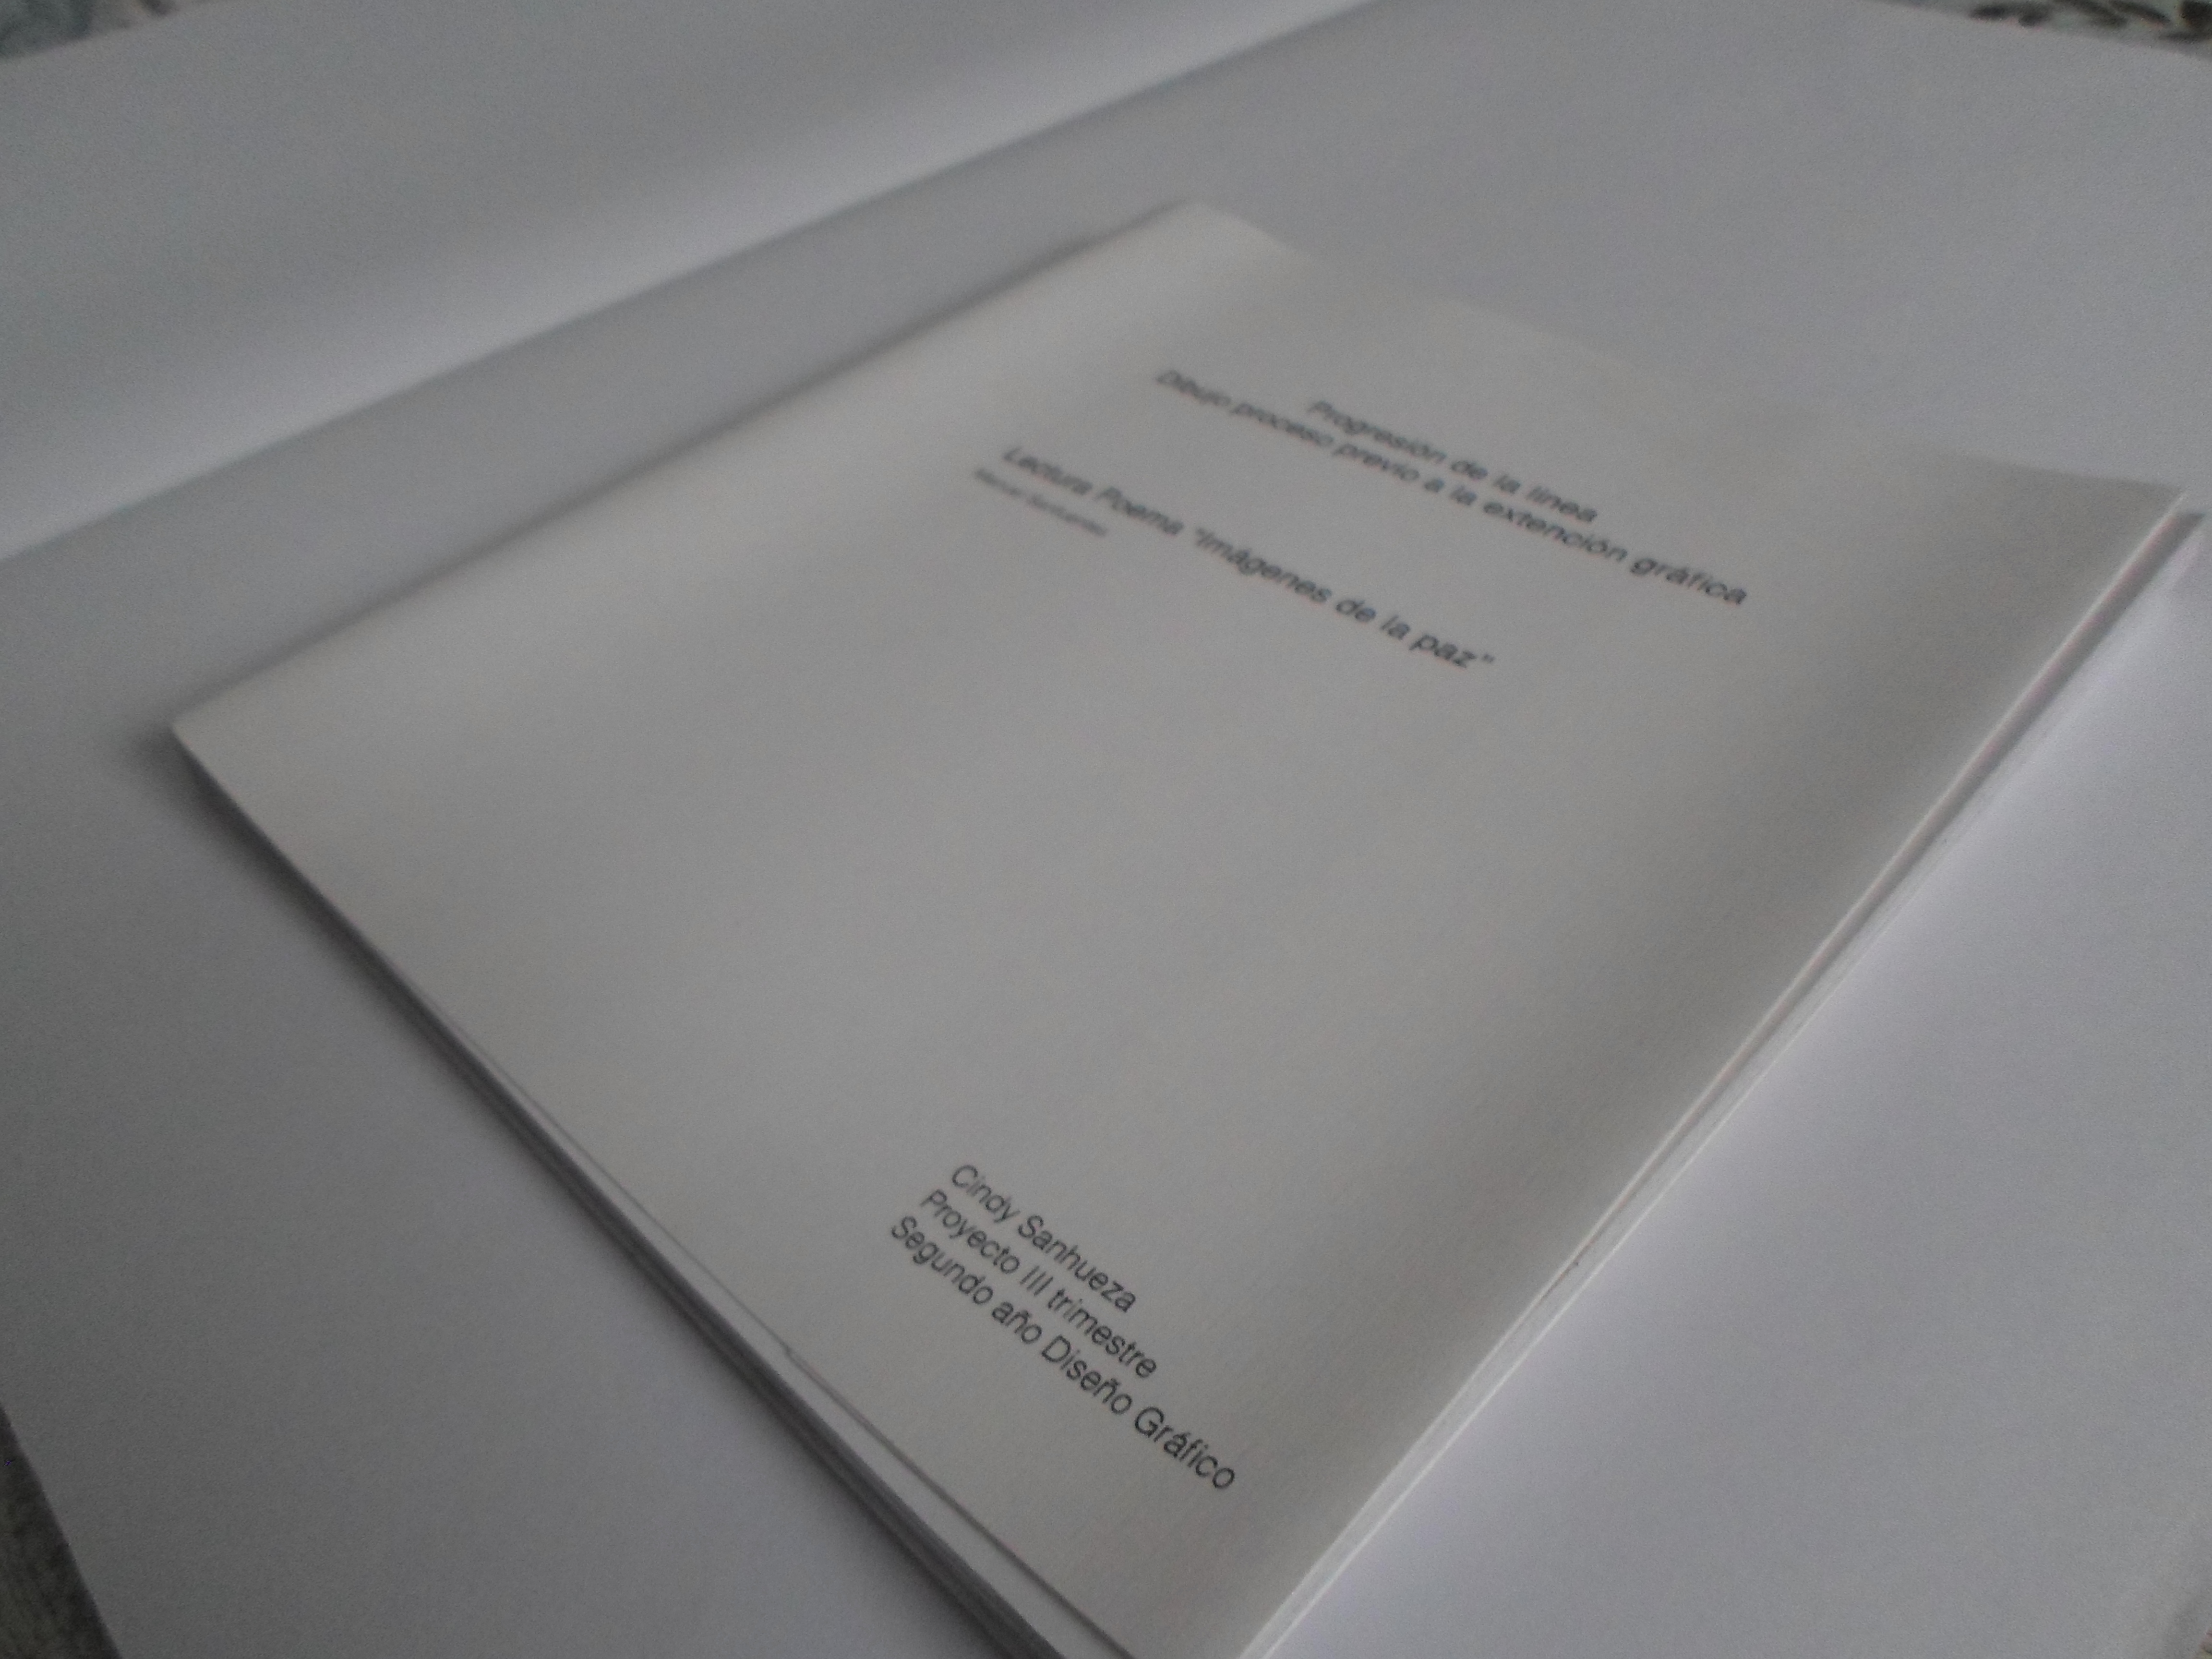 Progresión de la línea
Dibujo proceso previo a la extención gráfica
Lectura Poema "Imágenes de la paz"
Cindy Sanhueza
Proyecto III trimestre
Segundo año Diseño Gráfico